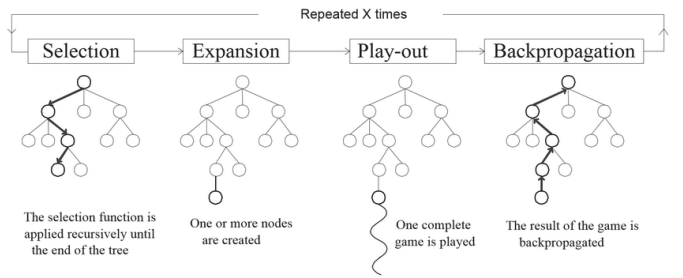 Repeated X times
Selection
Expansion
Play-out
Backpropagation
The selection function is
applied recursively until
the end of the tree
One or more nodes
are created
One complete
game is played
The result of the game is
backpropagated